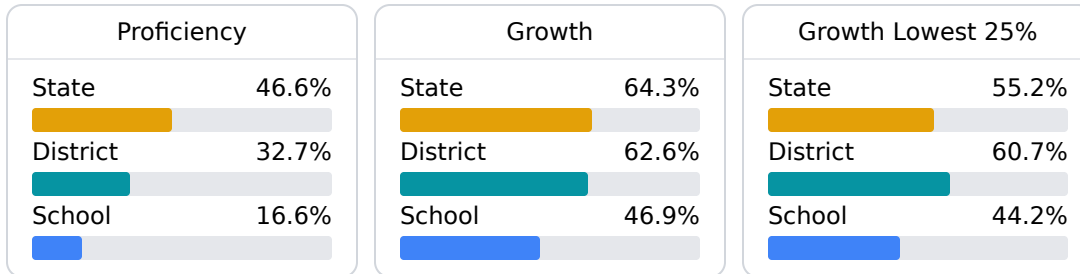 Proficiency
State 46.6%
District 32.7%
School 16.6%
Growth
State 64.3%
District 62.6%
School 46.9%
Growth Lowest 25%
State 55.2%
District 60.7%
School 44.2%